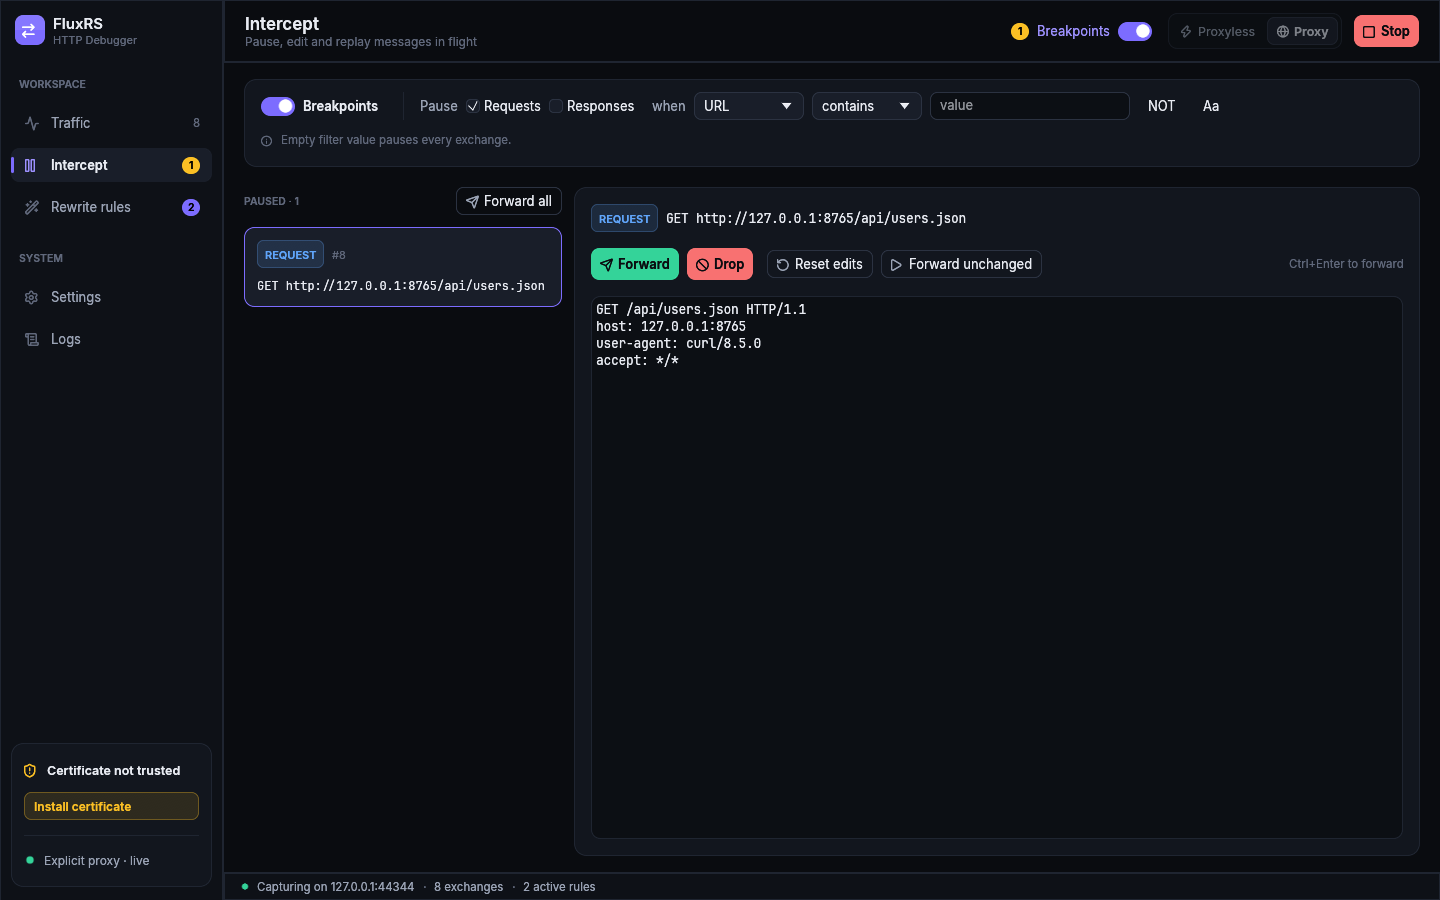 FluxRS
HTTP Debugger
WORKSPACE
Traffic 8
Intercept 1
Rewrite rules 2
SYSTEM
Settings
Logs
Certificate not trusted
Install certificate
Explicit proxy · live
Intercept
Pause, edit and replay messages in flight
1 Breakpoints
Proxyless
Proxy
Stop
Breakpoints Pause Requests Responses when URL contains value NOT Aa
Empty filter value pauses every exchange.
PAUSED · 1
Forward all
REQUEST #8
GET http://127.0.0.1:8765/api/users.json
REQUEST GET http://127.0.0.1:8765/api/users.json
Forward Drop Reset edits Forward unchanged Ctrl+Enter to forward
GET /api/users.json HTTP/1.1
host: 127.0.0.1:8765
user-agent: curl/8.5.0
accept: */*
Capturing on 127.0.0.1:44344 · 8 exchanges · 2 active rules